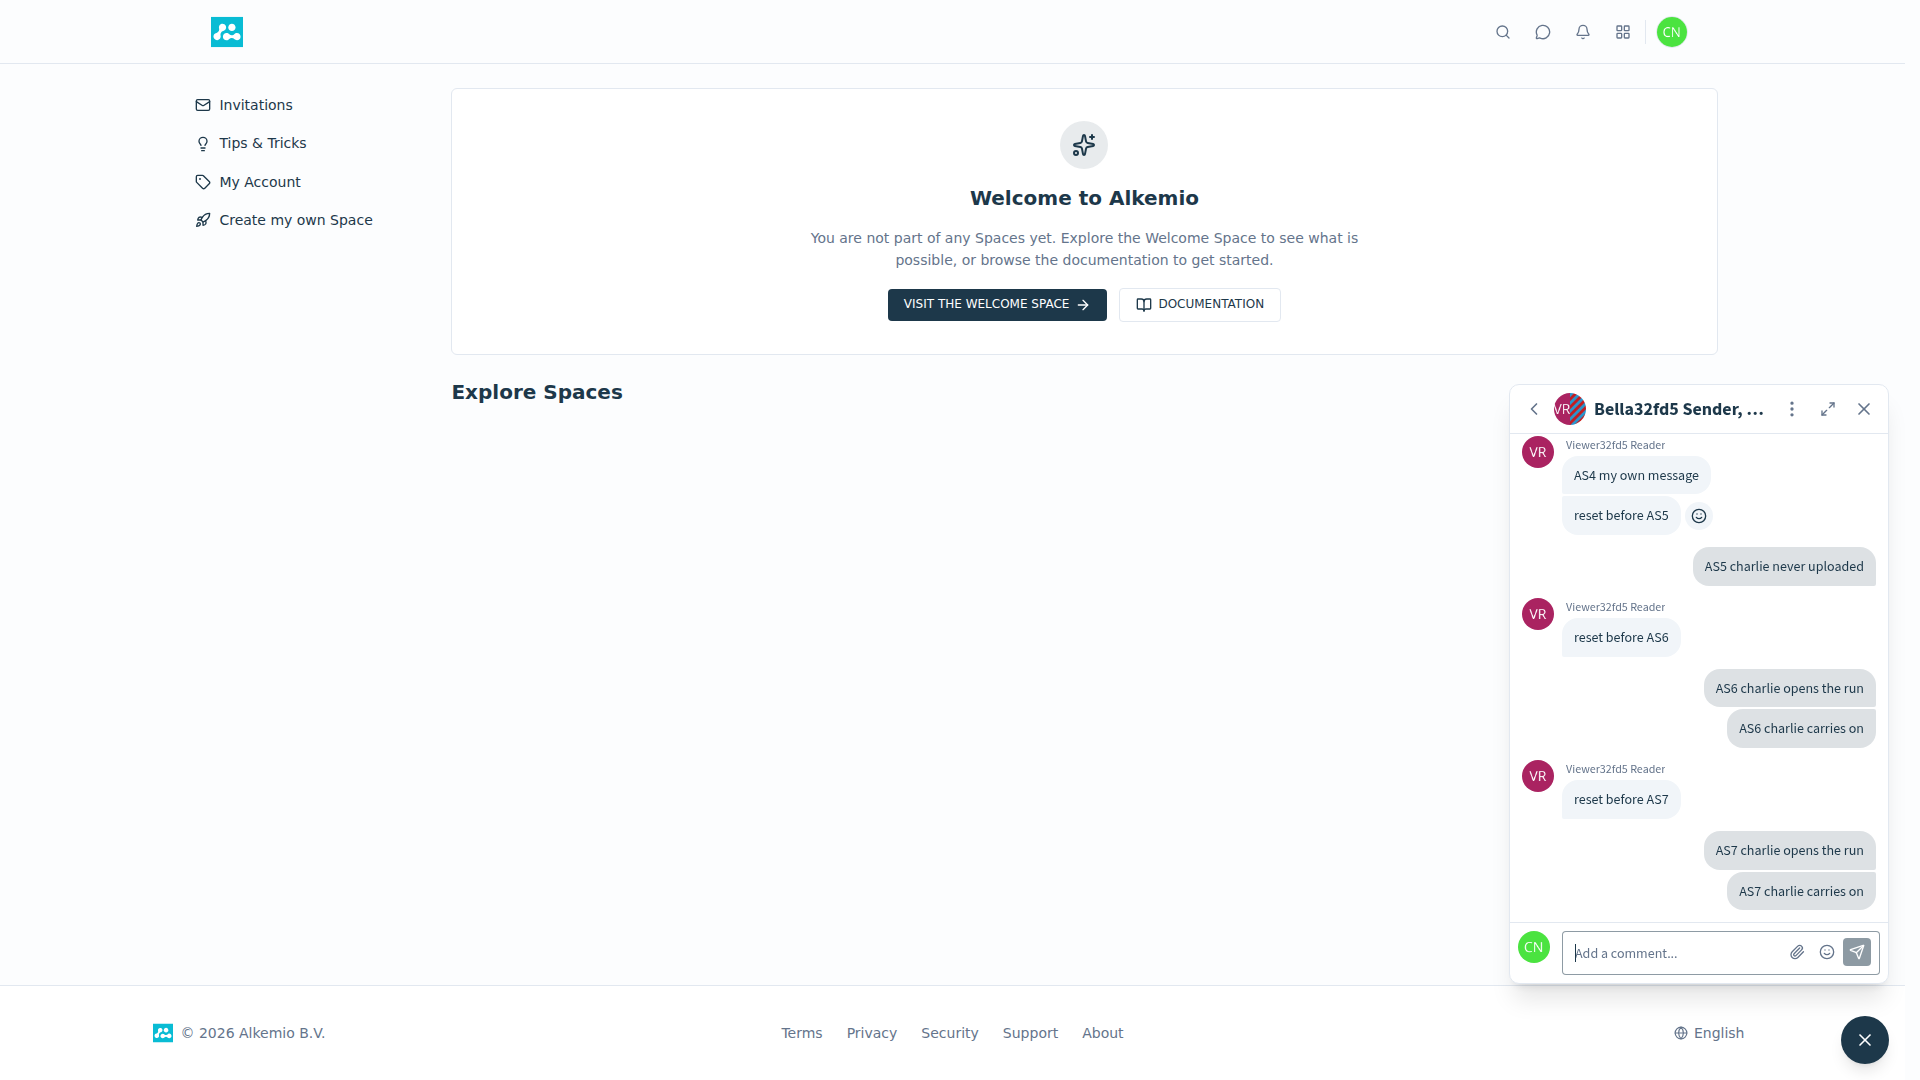 CN
Invitations
Tips & Tricks
My Account
Create my own Space
Welcome to Alkemio
You are not part of any Spaces yet. Explore the Welcome Space to see what is
possible, or browse the documentation to get started.
VISIT THE WELCOME SPACE
DOCUMENTATION
Explore Spaces
VR
Bella32fd5 Sender, ...
VR
Viewer32fd5 Reader
AS4 my own message
reset before AS5
AS5 charlie never uploaded
VR
Viewer32fd5 Reader
reset before AS6
AS6 charlie opens the run
AS6 charlie carries on
VR
Viewer32fd5 Reader
reset before AS7
AS7 charlie opens the run
AS7 charlie carries on
CN
Add a comment...
© 2026 Alkemio B.V.
Terms
Privacy
Security
Support
About
English